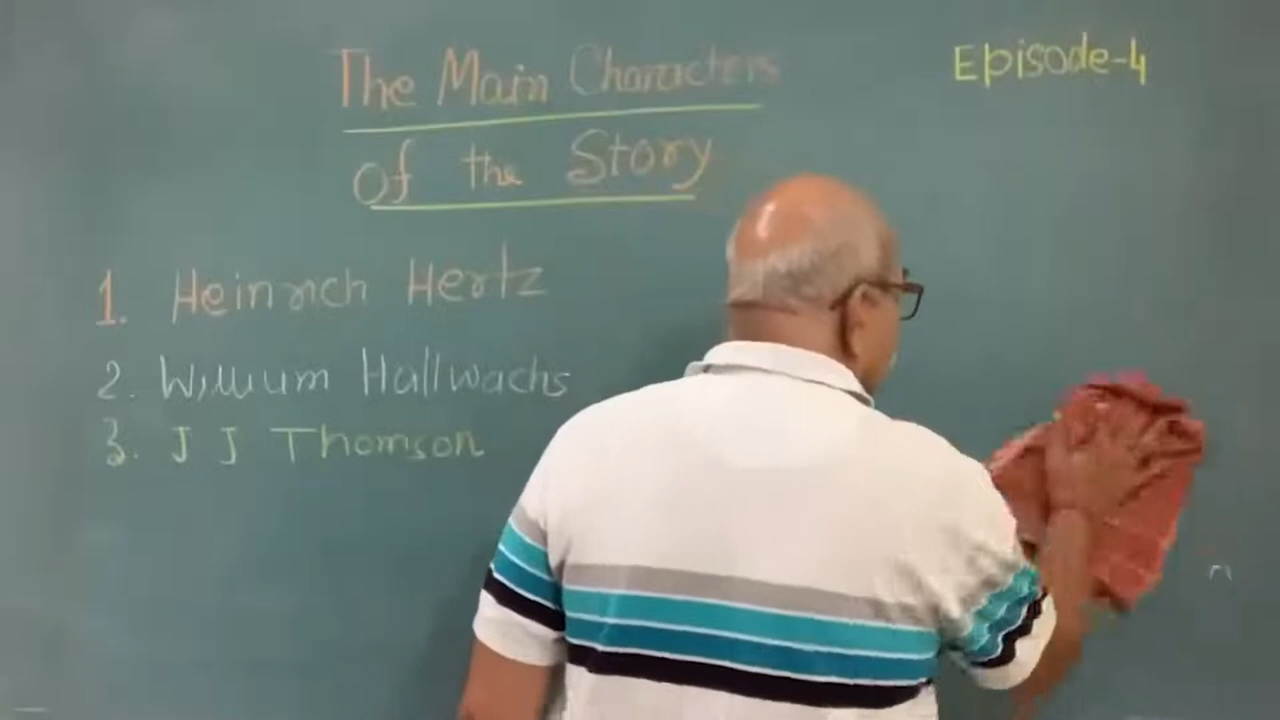 The Main Characters
Of the Story
Episode-4
1. Heinrich Hertz
2. William Hallwachs
3. J J Thomson